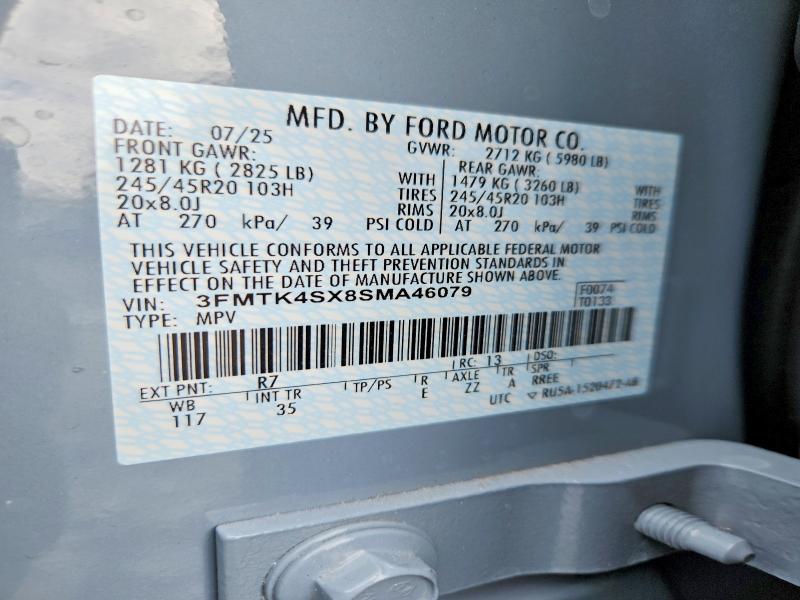 MFD. BY FORD MOTOR CO.
DATE: 07/25 GVWR: 2712 KG ( 5980 LB)
FRONT GAWR: REAR GAWR:
1281 KG ( 2825 LB) WITH 1479 KG ( 3260 LB) WITH
245/45R20 103H TIRES 245/45R20 103H TIRES
20x8.0J RIMS 20x8.0J RIMS
AT 270 kPa/ 39 PSI COLD AT 270 kPa/ 39 PSI COLD
THIS VEHICLE CONFORMS TO ALL APPLICABLE FEDERAL MOTOR
VEHICLE SAFETY AND THEFT PREVENTION STANDARDS IN
EFFECT ON THE DATE OF MANUFACTURE SHOWN ABOVE.
VIN: 3FMTK4SX8SMA46079 F0074
TYPE: MPV T0133
EXT PNT: R7 RC: 13 DSO:
WB INT TR TP/PS R AXLE TR SPR
117 35 E ZZ A RREE
UTC ▽ RU5A-1520472-AB